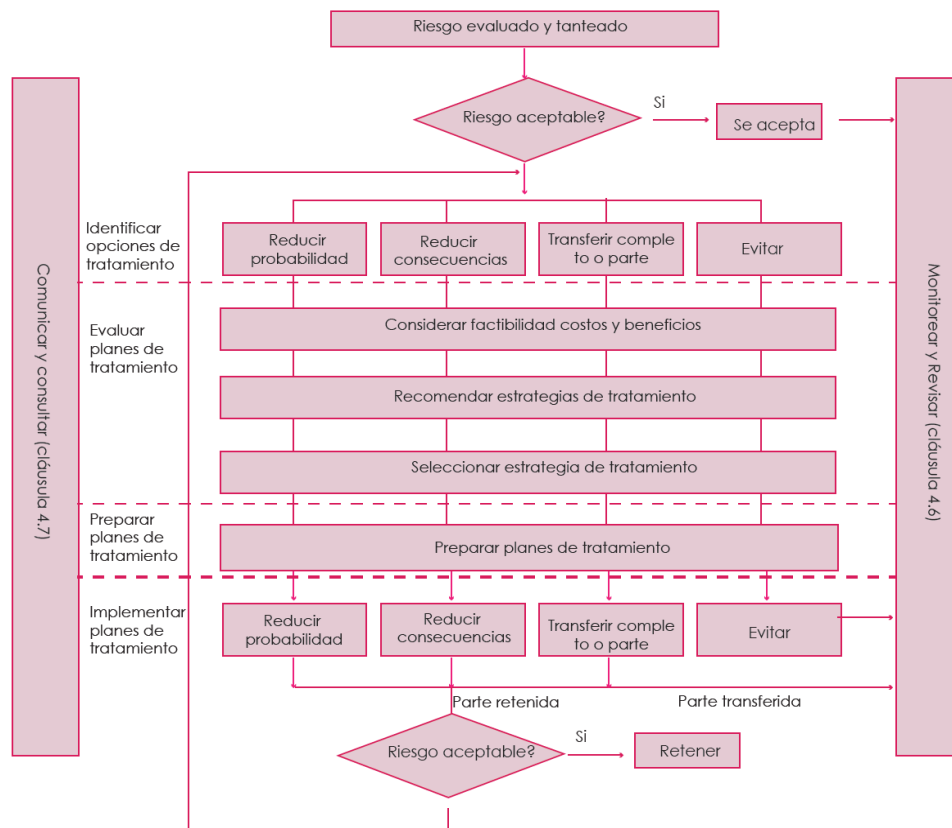 Riesgo evaluado y tanteado
Riesgo aceptable?
Si
Se acepta
Comunicar y consultar (cláusula 4.7)
Monitorear y Revisar (cláusula 4.6)
Identificar
opciones de
tratamiento
Reducir
probabilidad
Reducir
consecuencias
Transferir comple
to o parte
Evitar
Evaluar
planes de
tratamiento
Considerar factibilidad costos y beneficios
Recomendar estrategias de tratamiento
Seleccionar estrategia de tratamiento
Preparar
planes de
tratamiento
Preparar planes de tratamiento
Implementar
planes de
tratamiento
Reducir
probabilidad
Reducir
consecuencias
Transferir comple
to o parte
Evitar
Parte retenida
Parte transferida
Riesgo aceptable?
Si
Retener